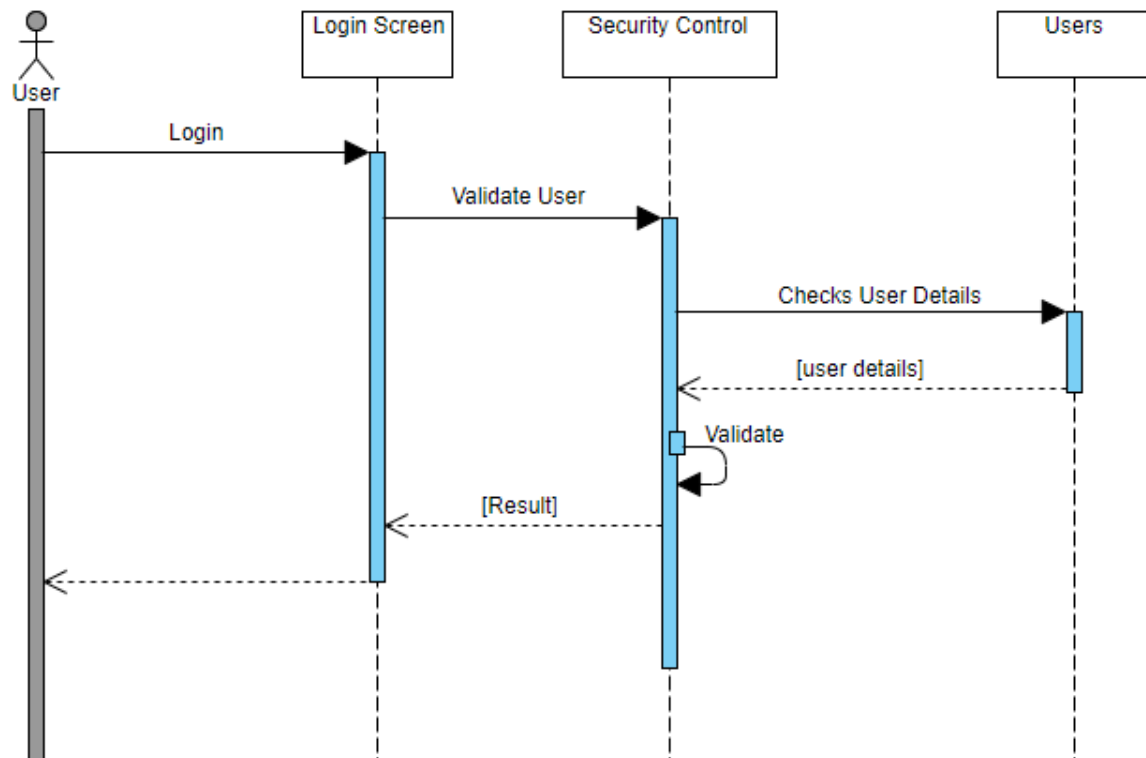 Login Screen
Security Control
Users
User
Login
Validate User
Checks User Details
[user details]
Validate
[Result]